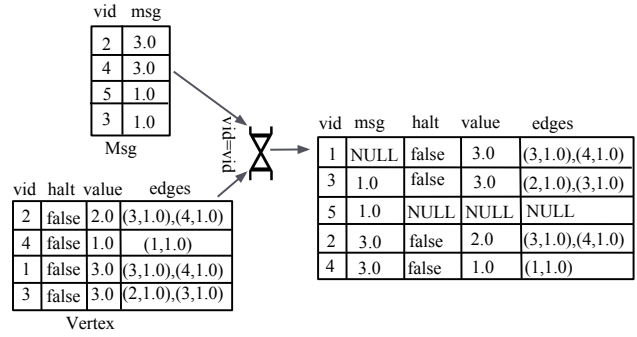 vid msg
2 3.0
4 3.0
5 1.0
3 1.0
Msg
vid=vid
vid halt value edges
2 false 2.0 (3,1.0),(4,1.0)
4 false 1.0 (1,1.0)
1 false 3.0 (3,1.0),(4,1.0)
3 false 3.0 (2,1.0),(3,1.0)
Vertex
vid msg halt value edges
1 NULL false 3.0 (3,1.0),(4,1.0)
3 1.0 false 3.0 (2,1.0),(3,1.0)
5 1.0 NULL NULL NULL
2 3.0 false 2.0 (3,1.0),(4,1.0)
4 3.0 false 1.0 (1,1.0)